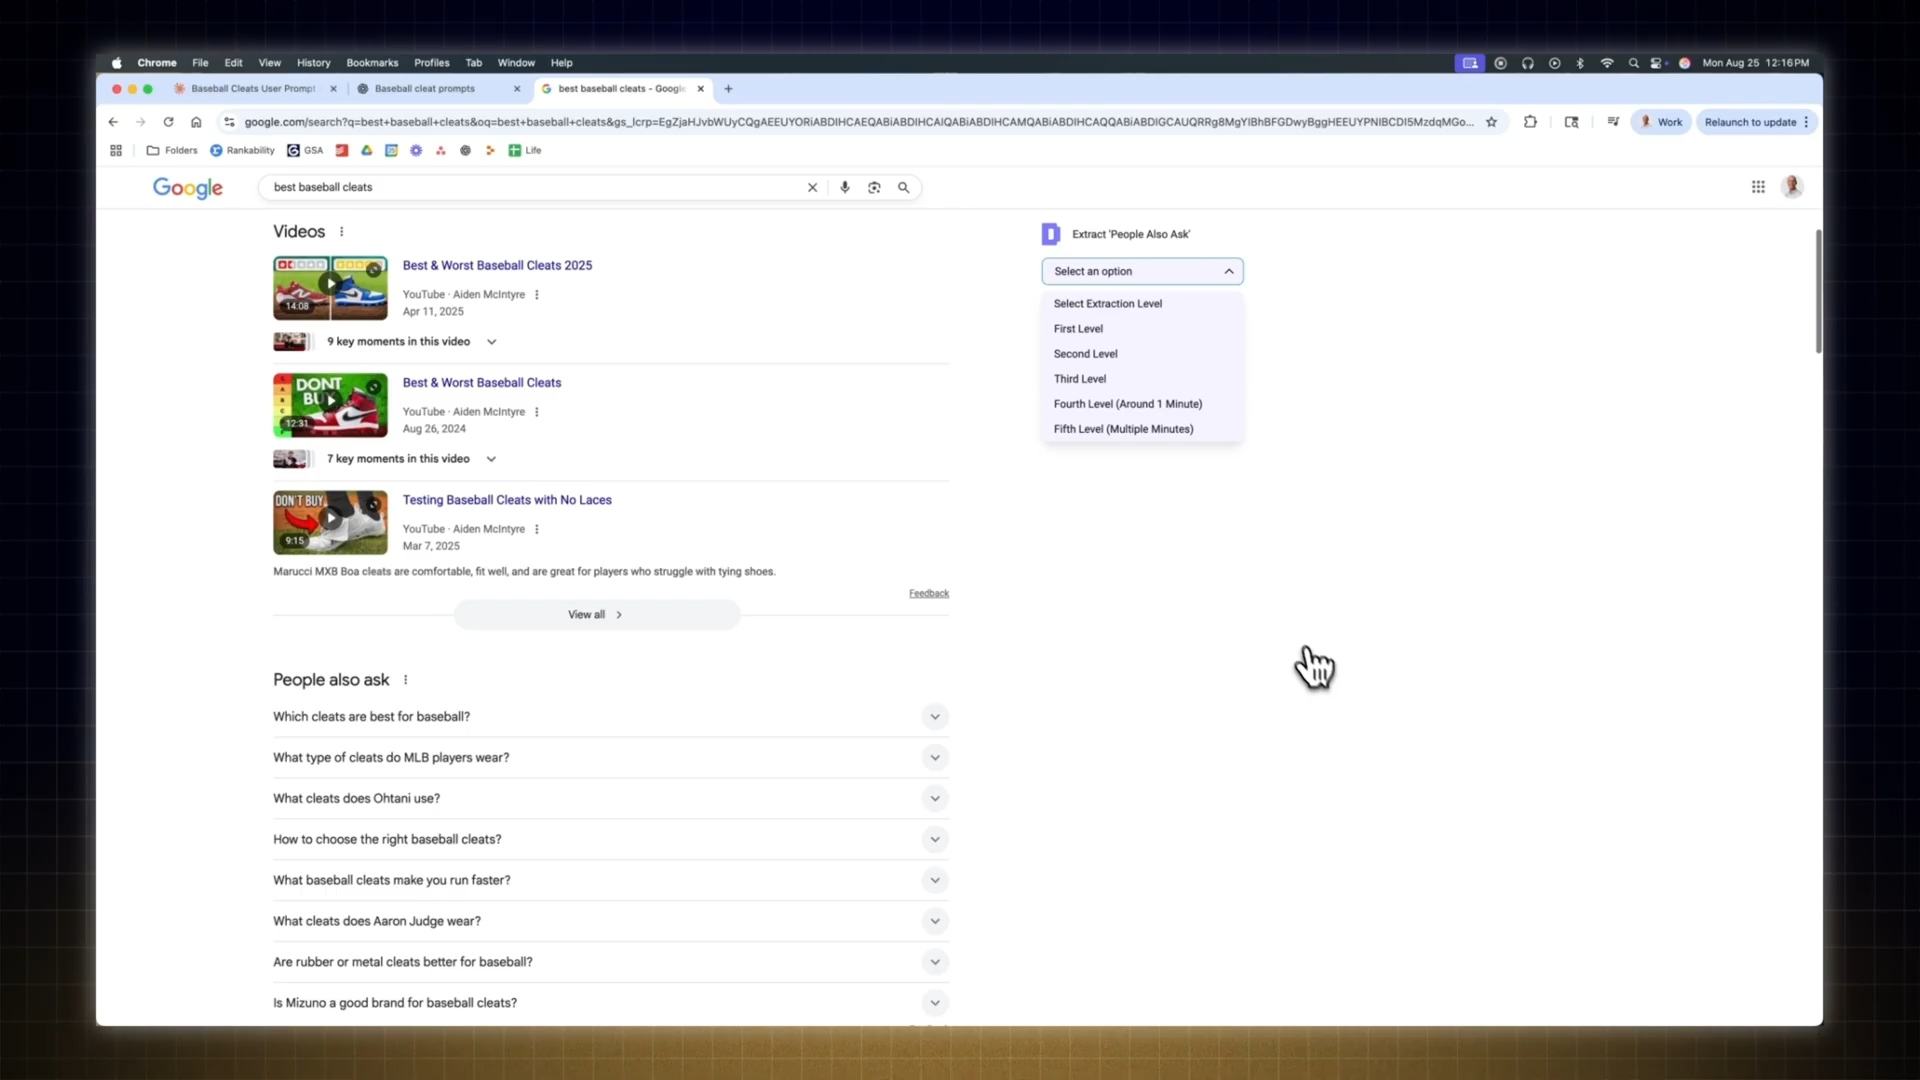 Chrome File Edit View History Bookmarks Profiles Tab Window Help Mon Aug 25 12:16PM
Baseball Cleats User Prompt Baseball cleat prompts best baseball cleats - Google
google.com/search?q=best+baseball+cleats&oq=best+baseball+cleats&gs_lcrp= Work Relaunch to update
Folders Rankability GSA Life
Google best baseball cleats
Videos
Best & Worst Baseball Cleats 2025
YouTube · Aiden McIntyre
Apr 11, 2025
14:08
9 key moments in this video
DONT
BU
12:31
Best & Worst Baseball Cleats
YouTube · Aiden McIntyre
Aug 26, 2024
7 key moments in this video
DON'T BUY
9:15
Testing Baseball Cleats with No Laces
YouTube · Aiden McIntyre
Mar 7, 2025
Marucci MXB Boa cleats are comfortable, fit well, and are great for players who struggle with tying shoes.
Feedback
View all
People also ask
Which cleats are best for baseball?
What type of cleats do MLB players wear?
What cleats does Ohtani use?
How to choose the right baseball cleats?
What baseball cleats make you run faster?
What cleats does Aaron Judge wear?
Are rubber or metal cleats better for baseball?
Is Mizuno a good brand for baseball cleats?
Extract 'People Also Ask'
Select an option
Select Extraction Level
First Level
Second Level
Third Level
Fourth Level (Around 1 Minute)
Fifth Level (Multiple Minutes)